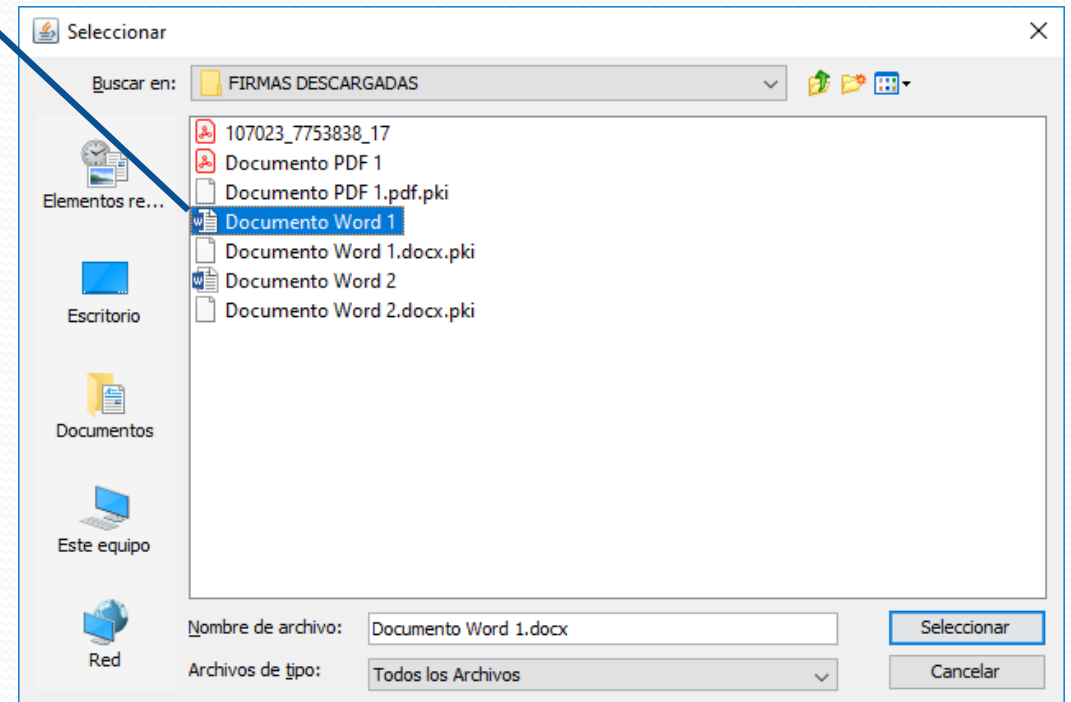 Seleccionar
Buscar en: FIRMAS DESCARGADAS
107023_7753838_17
Documento PDF 1
Documento PDF 1.pdf.pki
Documento Word 1
Documento Word 1.docx.pki
Documento Word 2
Documento Word 2.docx.pki
Elementos re...
Escritorio
Documentos
Este equipo
Red
Nombre de archivo: Documento Word 1.docx Seleccionar
Archivos de tipo: Todos los Archivos Cancelar